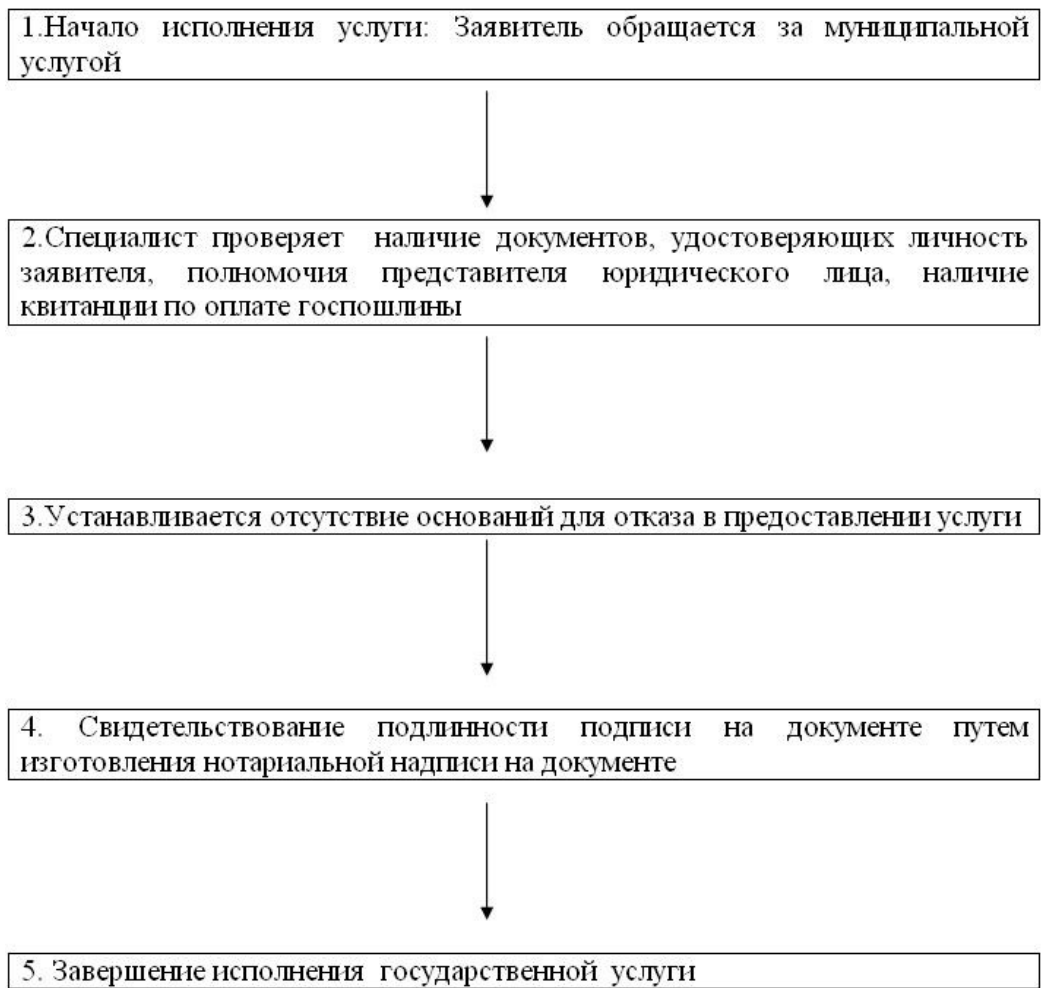 1.Начало исполнения услуги: Заявитель обращается за муниципальной
услугой
2.Специалист проверяет наличие документов, удостоверяющих личность
заявителя, полномочия представителя юридического лица, наличие
квитанции по оплате госпошлины
3.Устанавливается отсутствие оснований для отказа в предоставлении услуги
4. Свидетельствование подлинности подписи на документе путем
изготовления нотариальной надписи на документе
5. Завершение исполнения государственной услуги